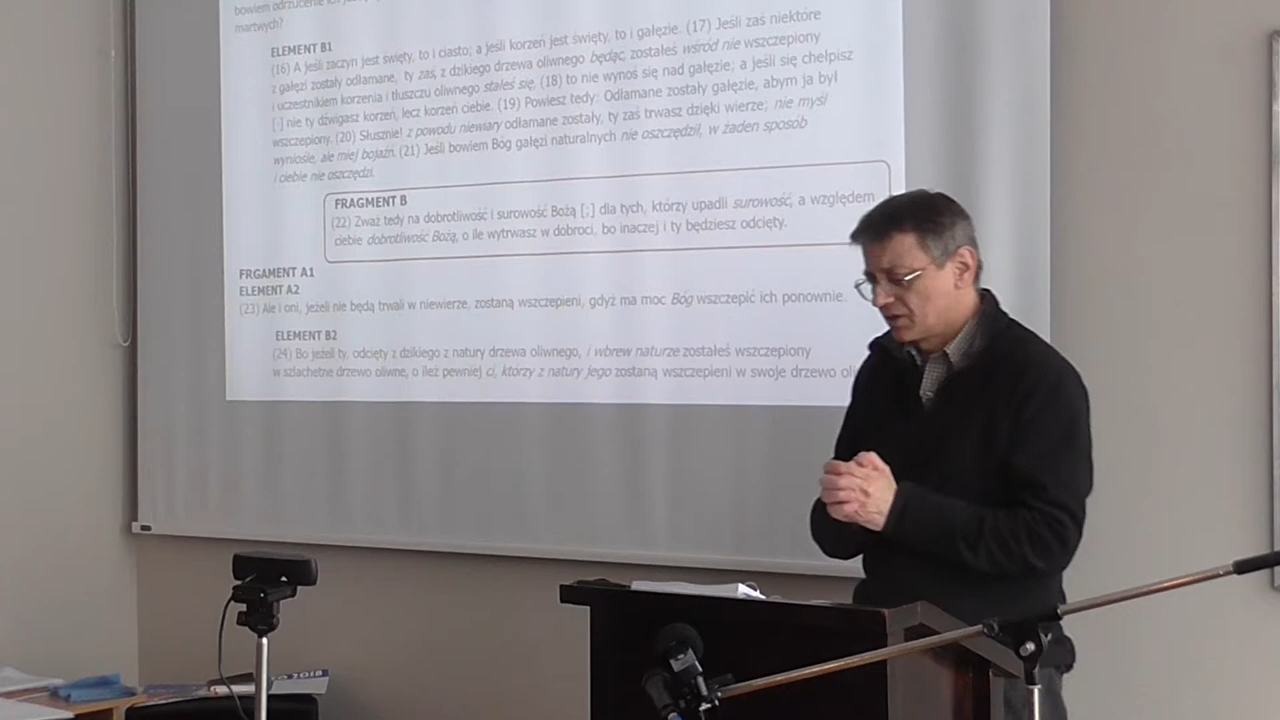 bowiem odrzucenie ich
martwych?
ELEMENT B1
(16) A jeśli zaczyn jest święty, to i ciasto; a jeśli korzeń jest święty, to i gałęzie. (17) Jeśli zaś niektóre
z gałęzi zostały odłamane, ty zaś, z dzikiego drzewa oliwnego będąc, zostałeś wśród nie wszczepiony
i uczestnikiem korzenia i tłuszczu oliwnego stałeś się, (18) to nie wynoś się nad gałęzie; a jeśli się chełpisz
[:] nie ty dźwigasz korzeń, lecz korzeń ciebie. (19) Powiesz tedy: Odłamane zostały gałęzie, abym ja był
wszczepiony. (20) Słusznie! z powodu niewiary odłamane zostały, ty zaś trwasz dzięki wierze; nie myśl
wyniośle, ale miej bojaźń. (21) Jeśli bowiem Bóg gałęzi naturalnych nie oszczędził, w żaden sposób
i ciebie nie oszczędzi.
FRAGMENT B
(22) Zważ tedy na dobrotliwość i surowość Bożą [:] dla tych, którzy upadli surowość, a względem
ciebie dobrotliwość Bożą, o ile wytrwasz w dobroci, bo inaczej i ty będziesz odcięty.
FRGAMENT A1
ELEMENT A2
(23) Ale i oni, jeżeli nie będą trwali w niewierze, zostaną wszczepieni, gdyż ma moc Bóg wszczepić ich ponownie.
ELEMENT B2
(24) Bo jeżeli ty, odcięty z dzikiego z natury drzewa oliwnego, i wbrew naturze zostałeś wszczepiony
w szlachetne drzewo oliwne, o ileż pewniej ci, którzy z natury jego zostaną wszczepieni w swoje drzewo oli
2018